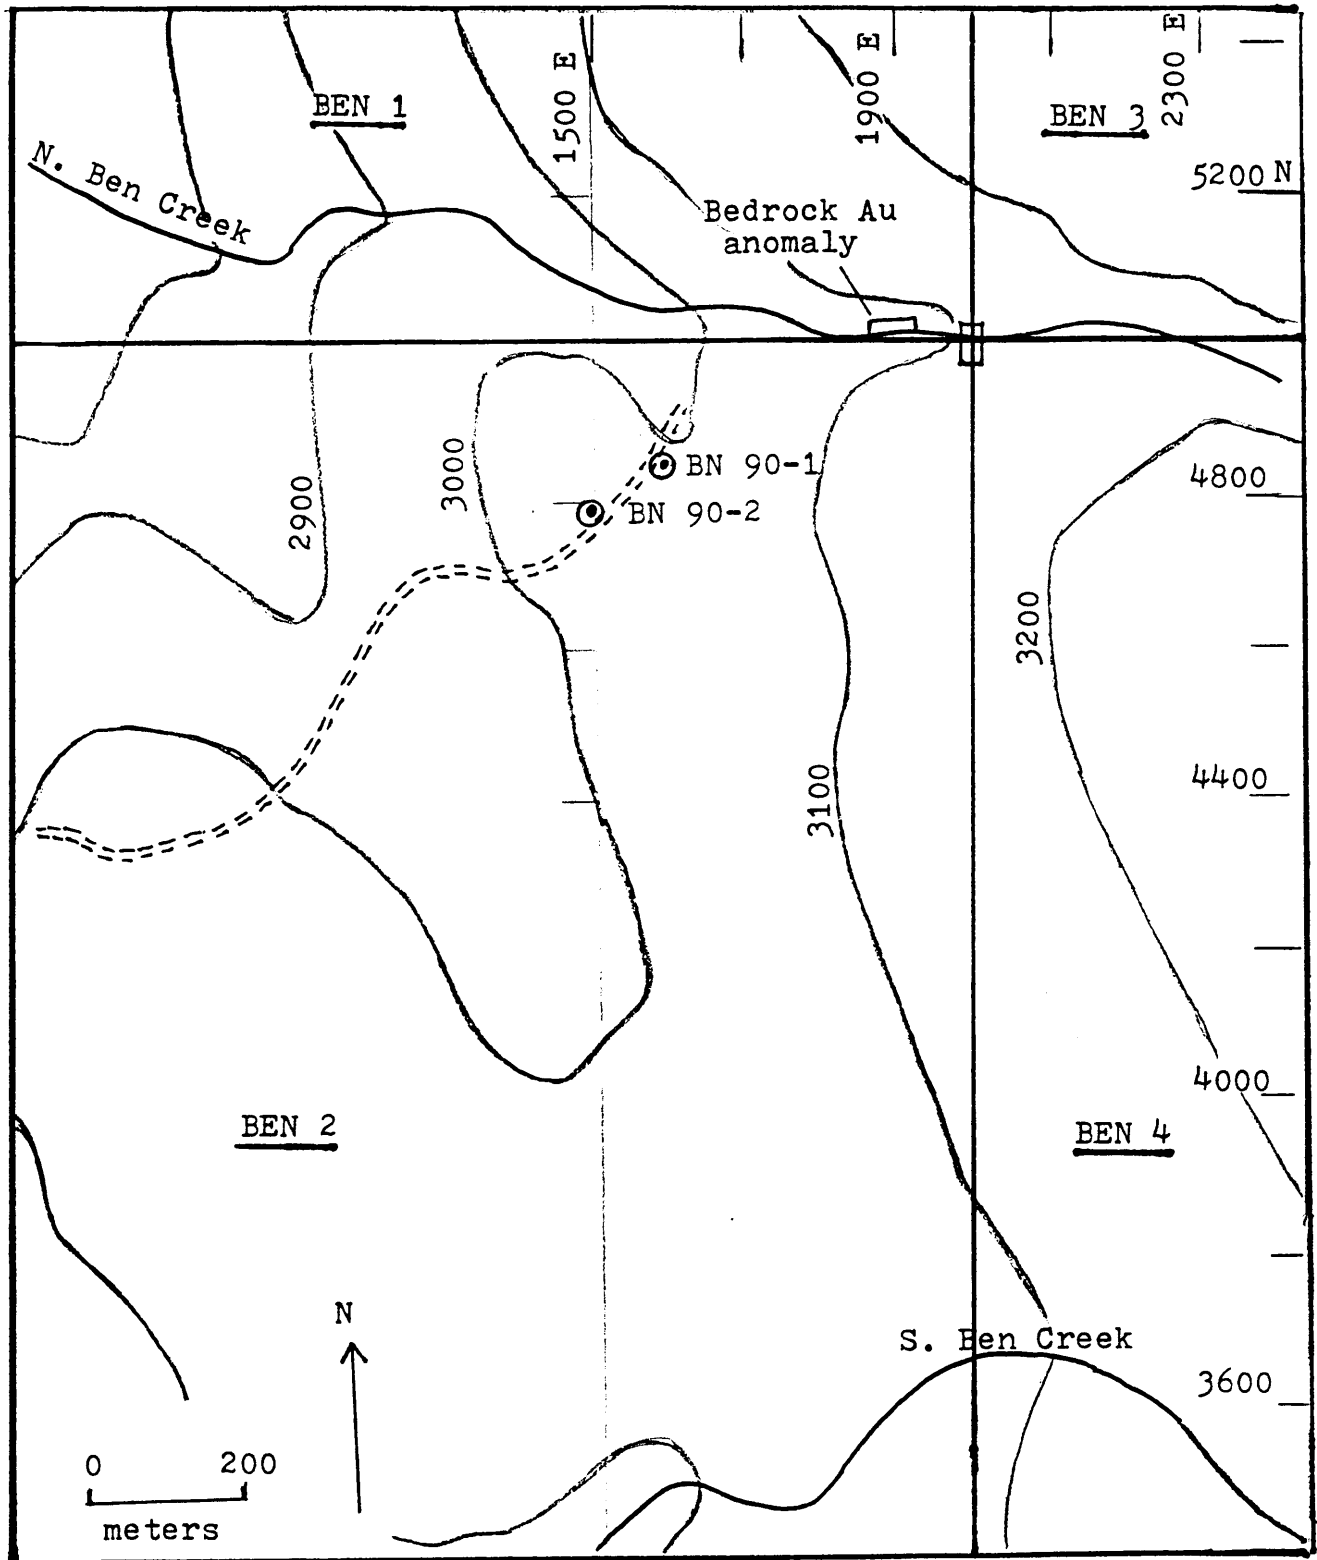 BEN 1
1500 E
1900 E
BEN 3
2300 E
N. Ben Creek
5200 N
Bedrock Au
anomaly
2900
3000
BN 90-1
BN 90-2
4800
3200
3100
4400
4000
BEN 2
BEN 4
N
S. Ben Creek
3600
0 200
meters